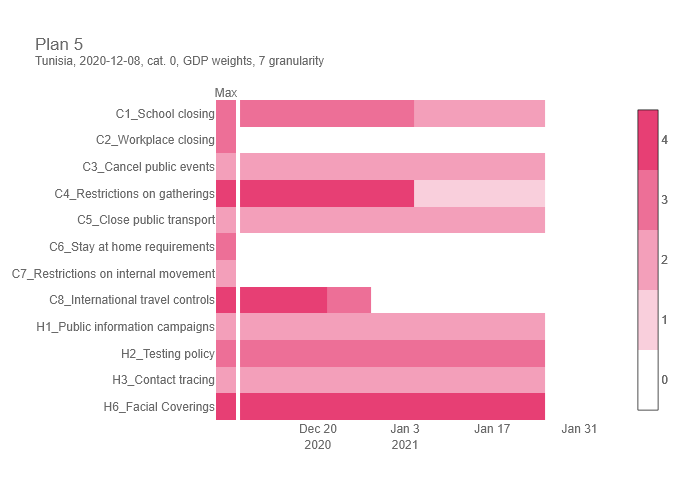 Plan 5
Tunisia, 2020-12-08, cat. 0, GDP weights, 7 granularity
Max
C1_School closing
C2_Workplace closing
C3_Cancel public events
C4_Restrictions on gatherings
C5_Close public transport
C6_Stay at home requirements
C7_Restrictions on internal movement
C8_International travel controls
H1_Public information campaigns
H2_Testing policy
H3_Contact tracing
H6_Facial Coverings
Dec 20 Jan 3 Jan 17 Jan 31
2020 2021
4
3
2
1
0